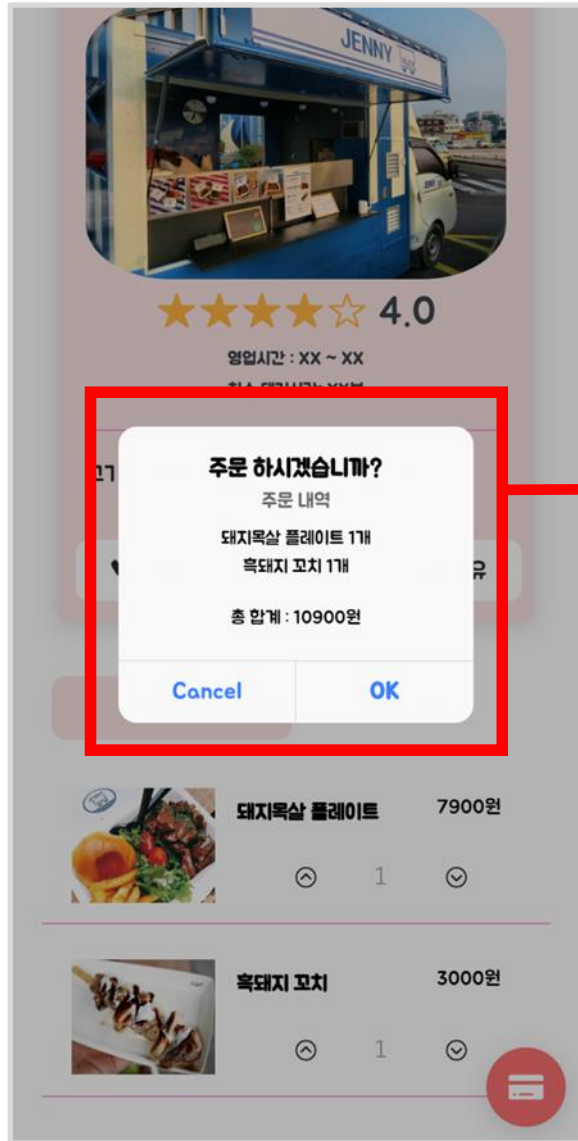 JENNY
4.0
영업시간 : XX ~ XX
주문 하시겠습니까?
주문 내역
돼지목살 플레이트 1개
흑돼지 꼬치 1개
총 합계 : 10900원
Cancel
OK
유
돼지목살 플레이트
7900원
1
흑돼지 꼬치
3000원
1